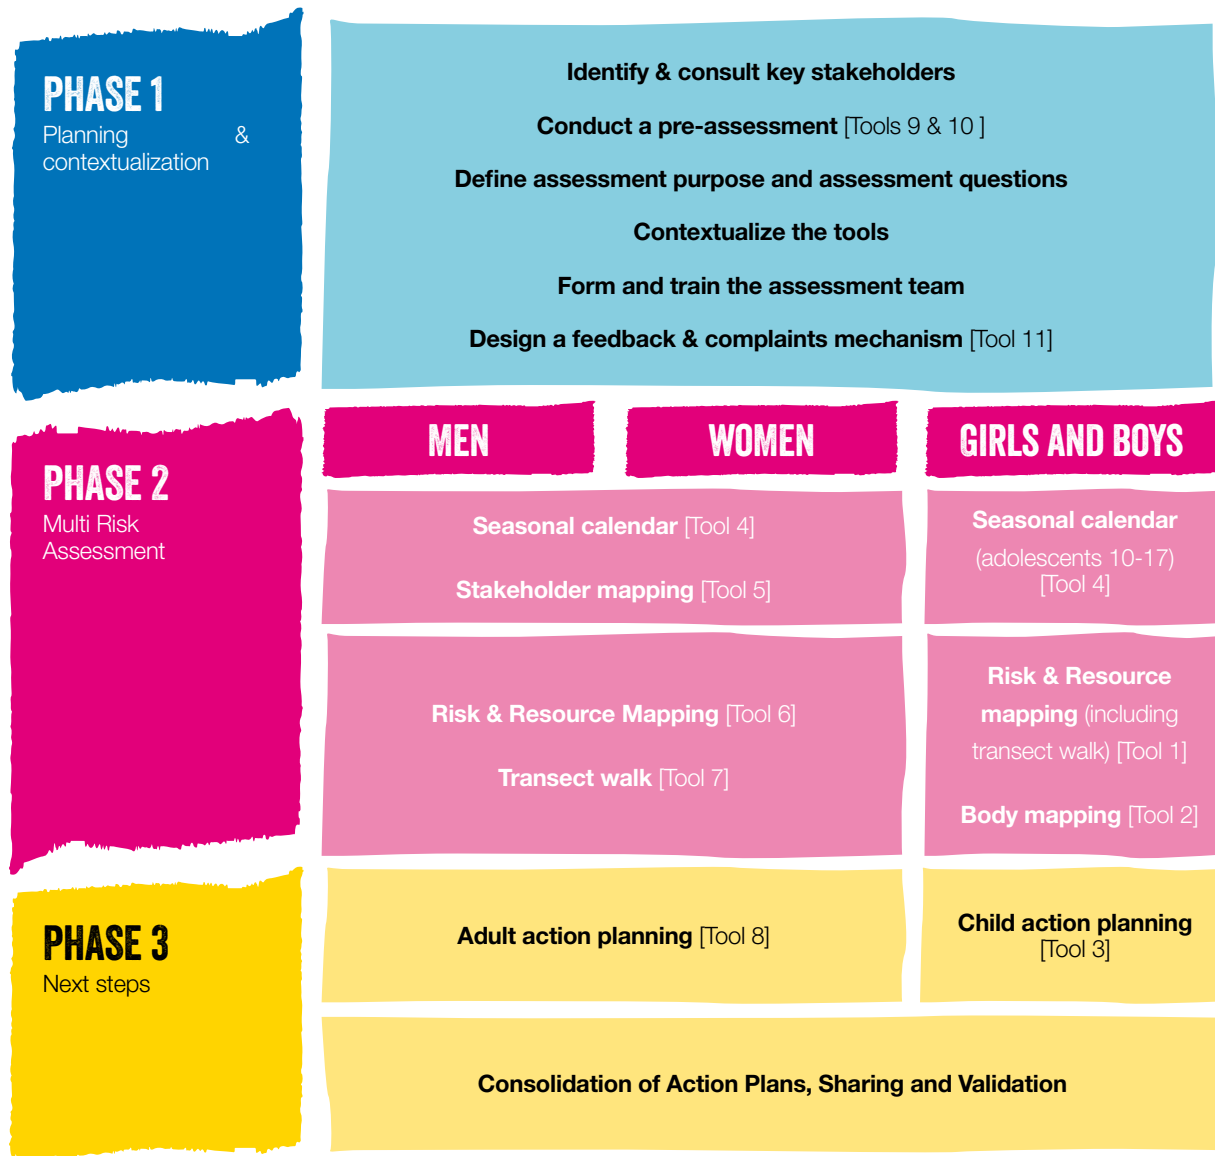 PHASE 1
Planning &
contextualization
Identify & consult key stakeholders
Conduct a pre-assessment [Tools 9 & 10 ]
Define assessment purpose and assessment questions
Contextualize the tools
Form and train the assessment team
Design a feedback & complaints mechanism [Tool 11]
PHASE 2
Multi Risk
Assessment
MEN
WOMEN
GIRLS AND BOYS
Seasonal calendar [Tool 4]
Stakeholder mapping [Tool 5]
Seasonal calendar
(adolescents 10-17)
[Tool 4]
Risk & Resource Mapping [Tool 6]
Transect walk [Tool 7]
Risk & Resource
mapping (including
transect walk) [Tool 1]
Body mapping [Tool 2]
PHASE 3
Next steps
Adult action planning [Tool 8]
Child action planning
[Tool 3]
Consolidation of Action Plans, Sharing and Validation